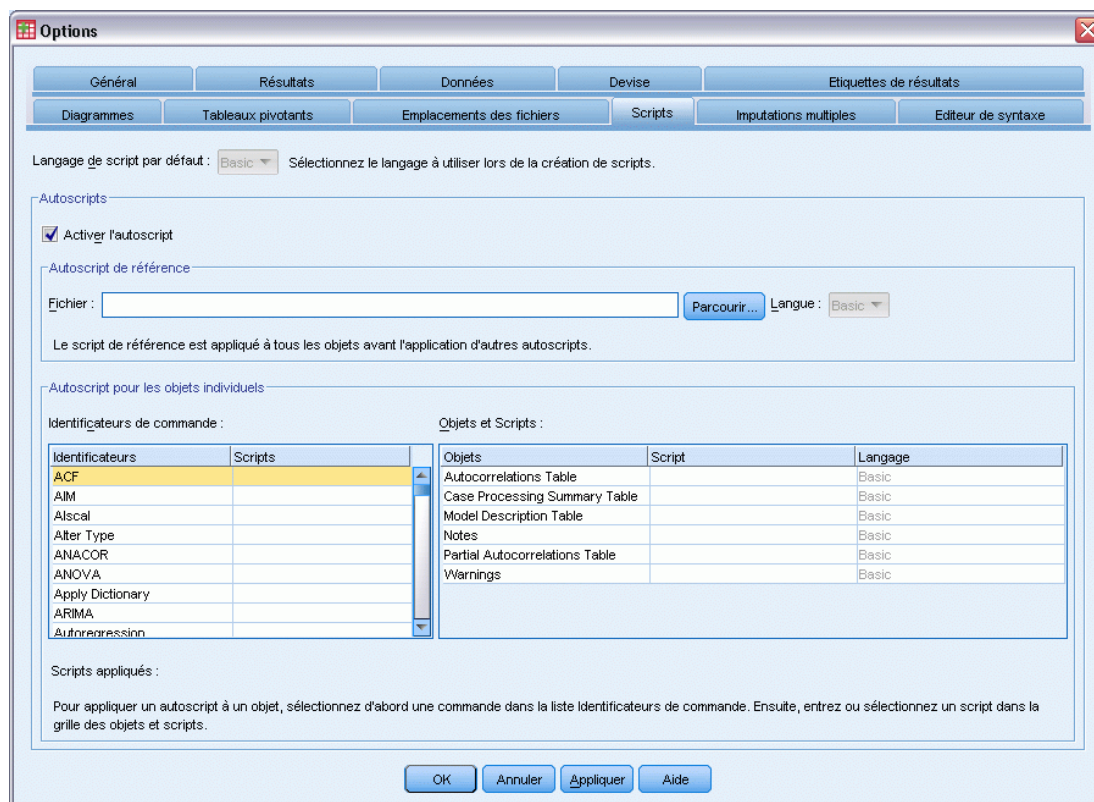 Options
Général Résultats Données Devise Etiquettes de résultats
Diagrammes Tableaux pivotants Emplacements des fichiers Scripts Imputations multiples Editeur de syntaxe
Langage de script par défaut : Basic Sélectionnez le langage à utiliser lors de la création de scripts.
Autoscripts
Activer l'autoscript
Autoscript de référence
Fichier : Parcourir... Langue : Basic
Le script de référence est appliqué à tous les objets avant l'application d'autres autoscripts.
Autoscript pour les objets individuels
Identificateurs de commande : Objets et Scripts :
Identificateurs Scripts Objets Script Langage
ACF Autocorrelations Table Basic
AIM Case Processing Summary Table Basic
Alscal Model Description Table Basic
Alter Type Notes Basic
ANACOR Partial Autocorrelations Table Basic
ANOVA Warnings Basic
Apply Dictionary
ARIMA
Autoregression
Scripts appliqués :
Pour appliquer un autoscript à un objet, sélectionnez d'abord une commande dans la liste Identificateurs de commande. Ensuite, entrez ou sélectionnez un script dans la
grille des objets et scripts.
OK Annuler Appliquer Aide